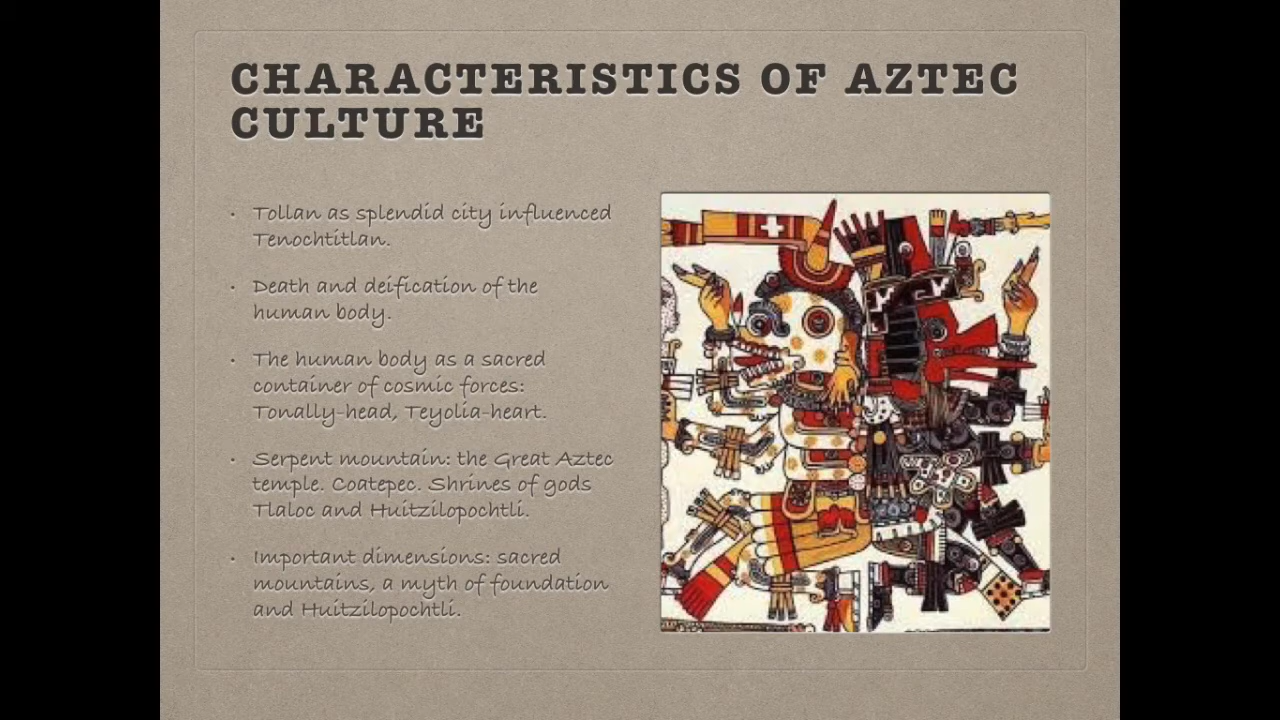 CHARACTERISTICS OF AZTEC
CULTURE
• Tollan as splendid city influenced
Tenochtitlan.
• Death and deification of the
human body.
• The human body as a sacred
container of cosmic forces:
Tonally-head, Teyolia-heart.
• Serpent mountain: the Great Aztec
temple. Coatepec. Shrines of gods
Tlaloc and Huitzilopochtli.
• Important dimensions: sacred
mountains, a myth of foundation
and Huitzilopochtli.